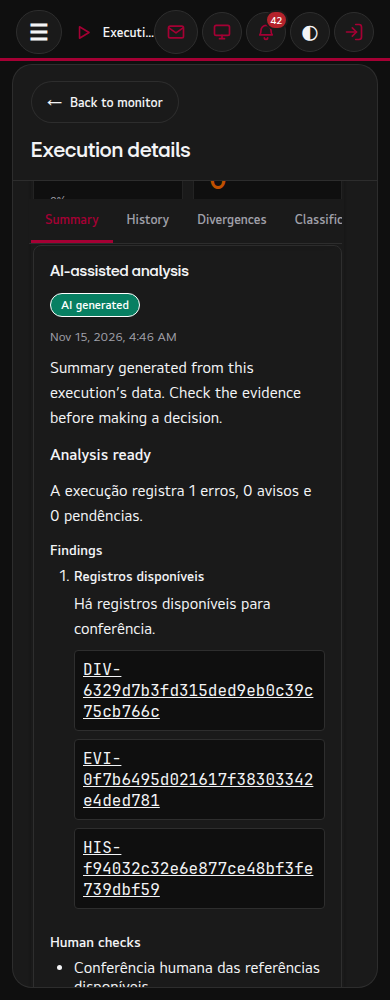 Executi...
42
← Back to monitor
Execution details
Summary
History
Divergences
Classific
AI-assisted analysis
AI generated
Nov 15, 2026, 4:46 AM
Summary generated from this
execution's data. Check the evidence
before making a decision.
Analysis ready
A execução registra 1 erros, 0 avisos e
0 pendências.
Findings
1. Registros disponíveis
Há registros disponíveis para
conferência.
DIV-
6329d7b3fd315ded9eb0c39c
75cb766c
EVI-
0f7b6495d021617f38303342
e4ded781
HIS-
f94032c32e6e877ce48bf3fe
739dbf59
Human checks
• Conferência humana das referências
disponíveis